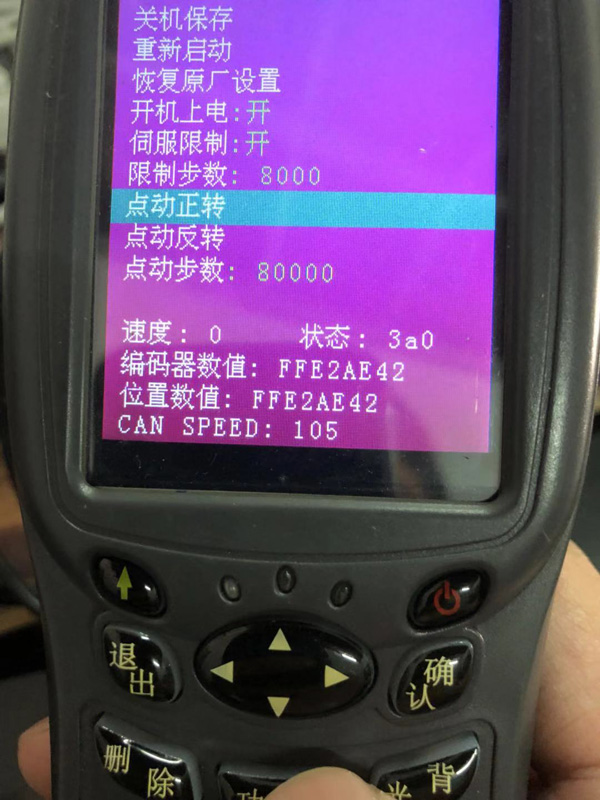 关机保存
重新启动
恢复原厂设置
开机上电:开
伺服限制:开
限制步数: 8000
点动正转
点动反转
点动步数: 80000
速度: 0 状态: 3a0
编码器数值: FFE2AE42
位置数值: FFE2AE42
CAN SPEED: 105
退出
确认
删除
背